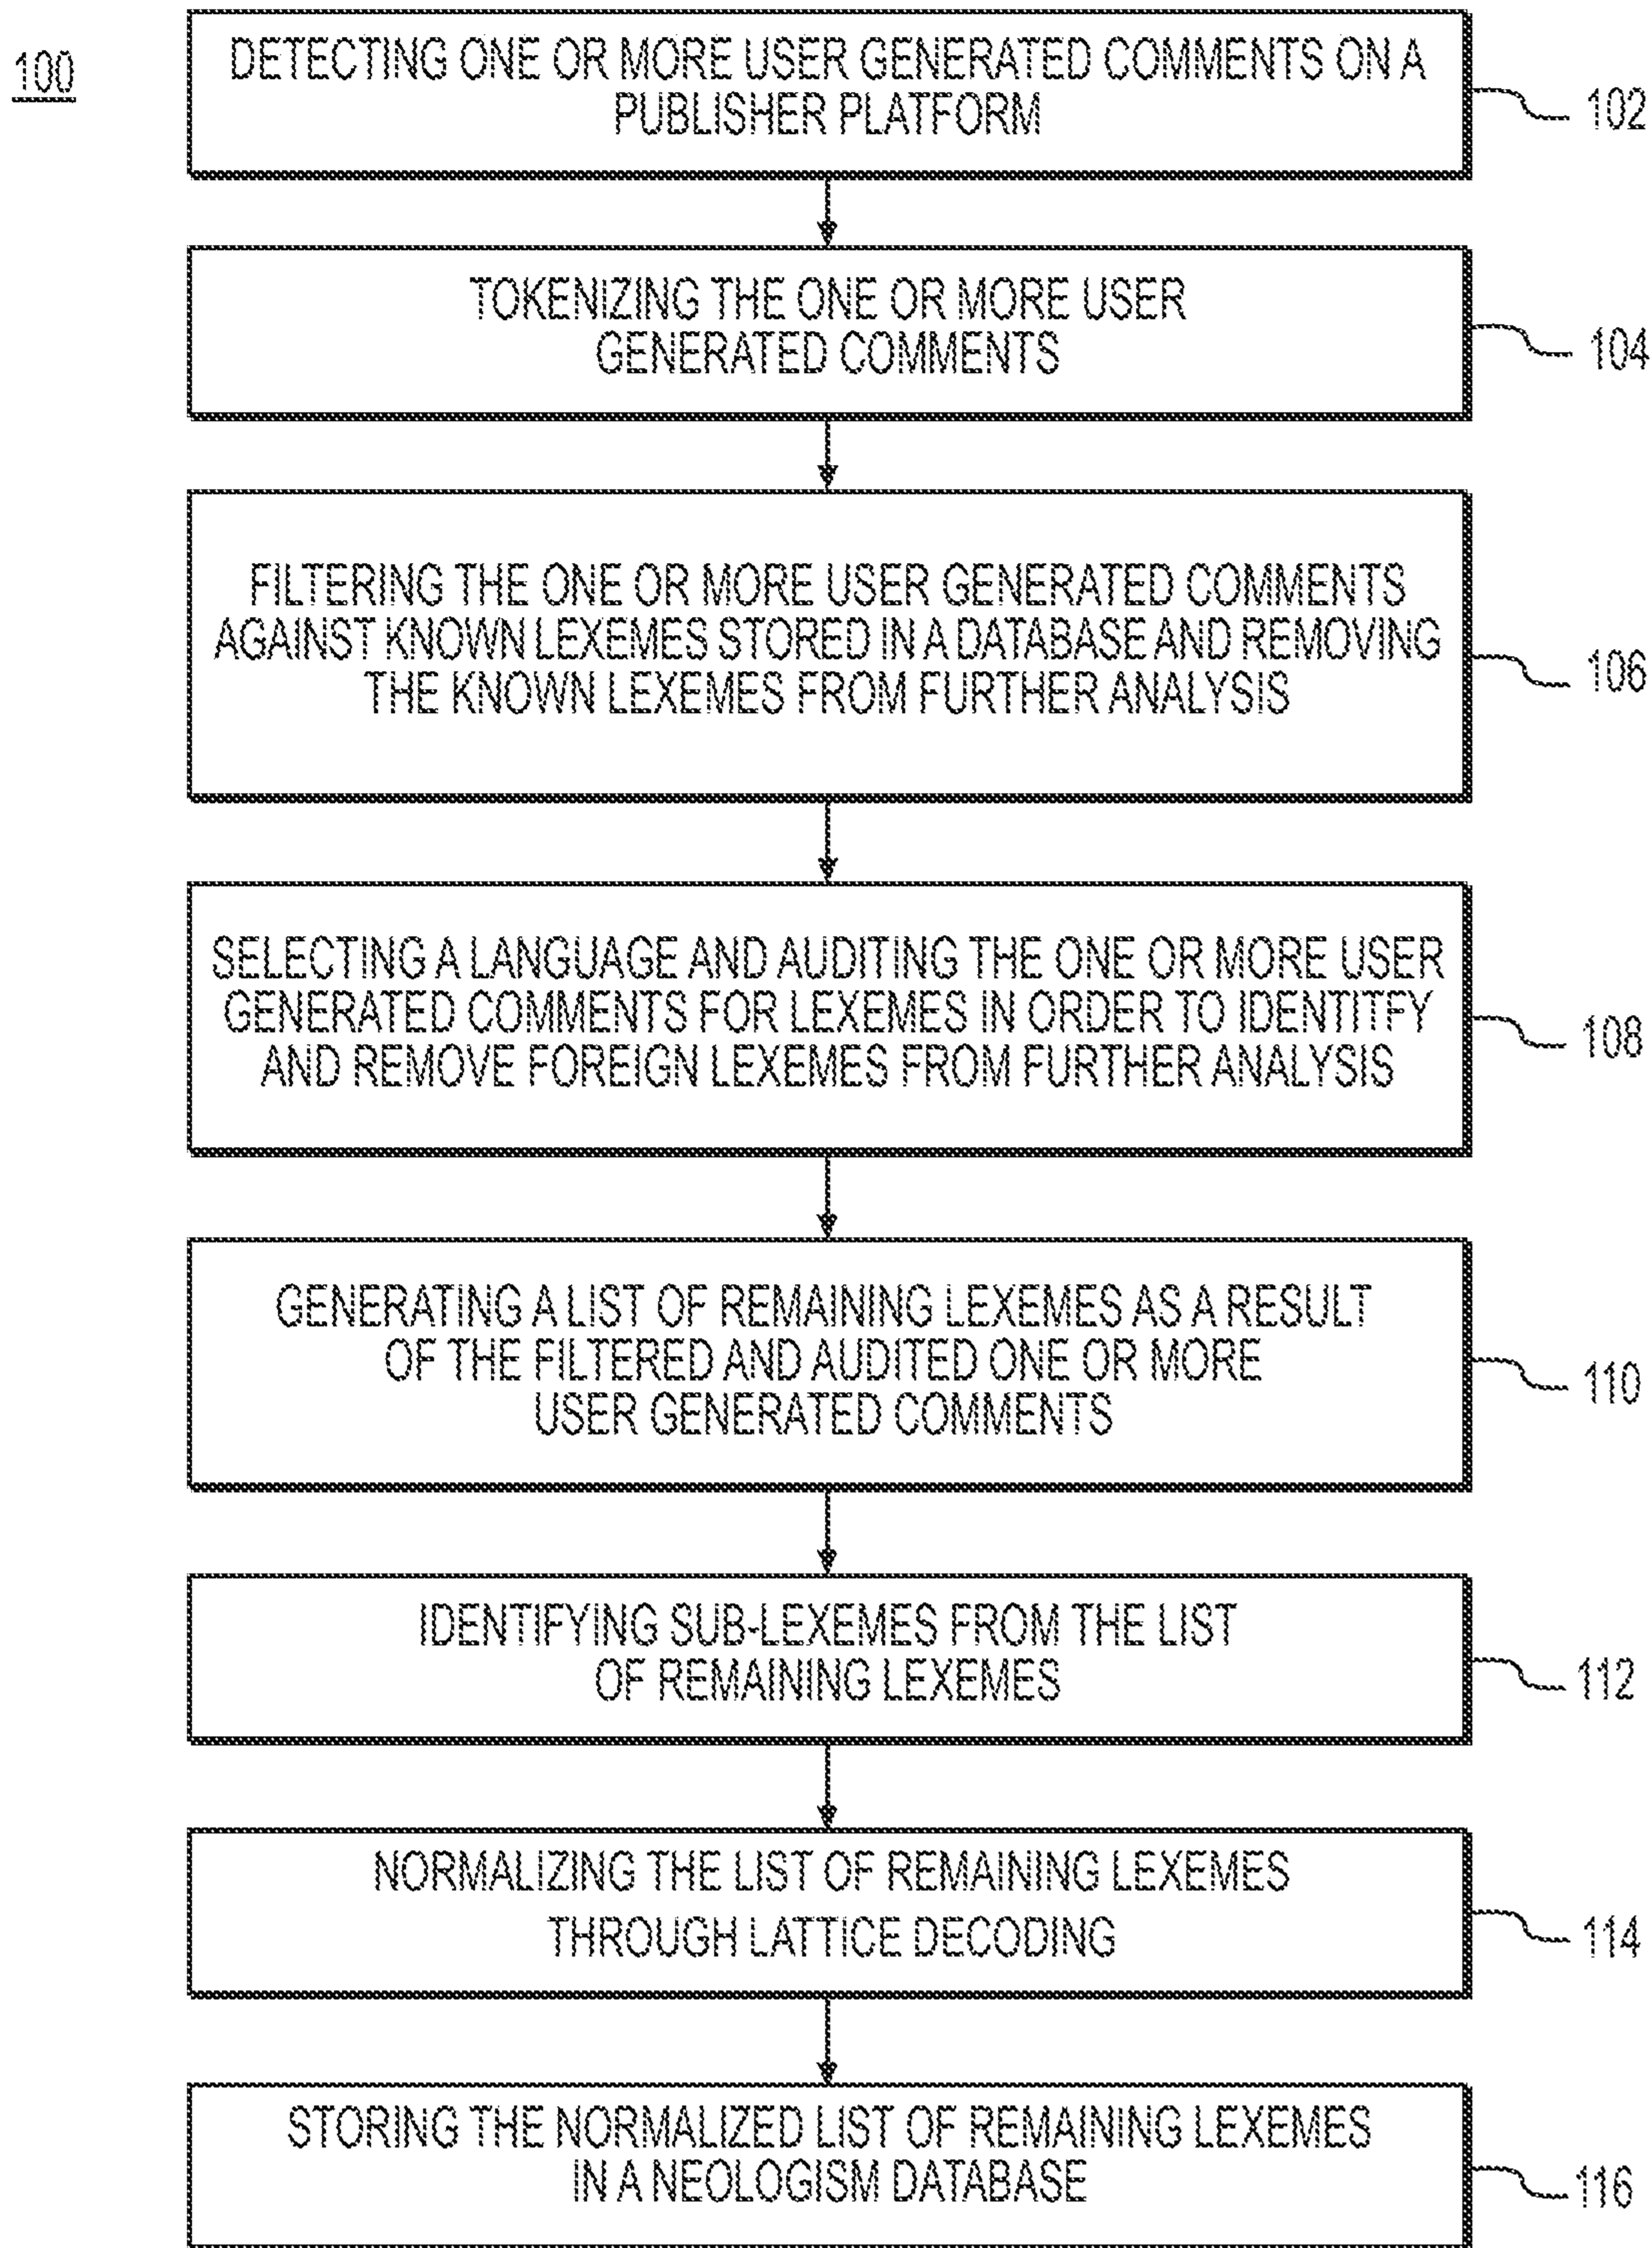 100
DETECTING ONE OR MORE USER GENERATED COMMENTS ON A
PUBLISHER PLATFORM
102
TOKENIZING THE ONE OR MORE USER
GENERATED COMMENTS
104
FILTERING THE ONE OR MORE USER GENERATED COMMENTS
AGAINST KNOWN LEXEMES STORED IN A DATABASE AND REMOVING
THE KNOWN LEXEMES FROM FURTHER ANALYSIS
106
SELECTING A LANGUAGE AND AUDITING THE ONE OR MORE USER
GENERATED COMMENTS FOR LEXEMES IN ORDER TO IDENTITFY
AND REMOVE FOREIGN LEXEMES FROM FURTHER ANALYSIS
108
GENERATING A LIST OF REMAINING LEXEMES AS A RESULT
OF THE FILTERED AND AUDITED ONE OR MORE
USER GENERATED COMMENTS
110
IDENTIFYING SUB-LEXEMES FROM THE LIST
OF REMAINING LEXEMES
112
NORMALIZING THE LIST OF REMAINING LEXEMES
THROUGH LATTICE DECODING
114
STORING THE NORMALIZED LIST OF REMAINING LEXEMES
IN A NEOLOGISM DATABASE
116